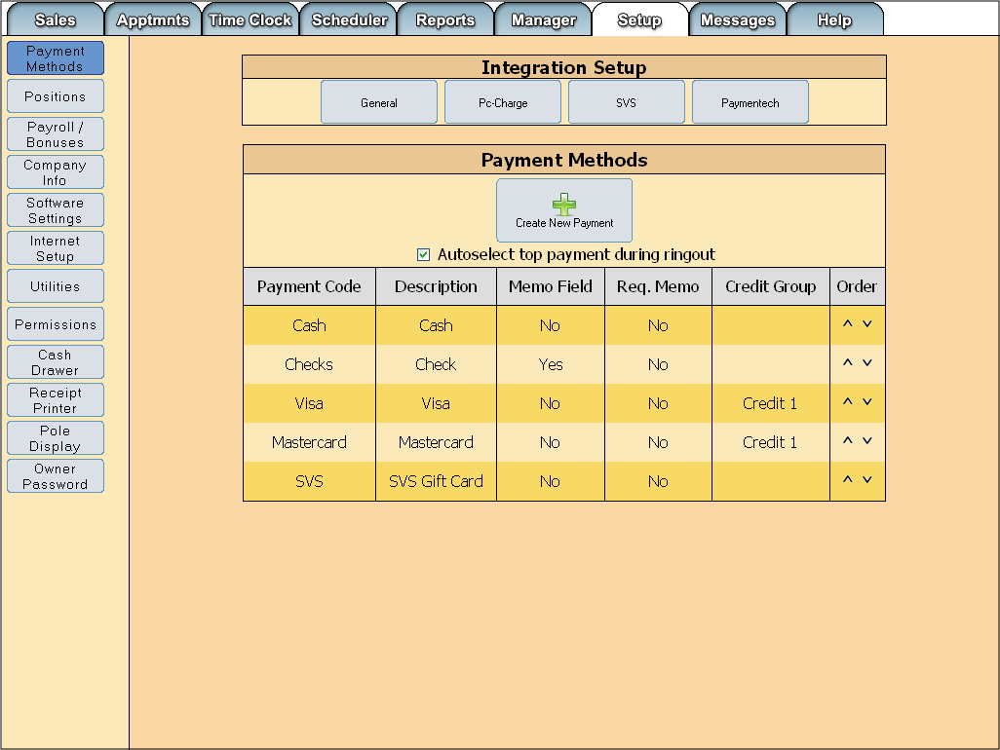 Sales Apptmnts Time Clock Scheduler Reports Manager Setup Messages Help
Payment
Methods
Positions
Payroll /
Bonuses
Company
Info
Software
Settings
Internet
Setup
Utilities
Permissions
Cash
Drawer
Receipt
Printer
Pole
Display
Owner
Password
Integration Setup
General Pc-Charge SVS Paymentech
Payment Methods
Create New Payment
Autoselect top payment during ringout
Payment Code Description Memo Field Req. Memo Credit Group Order
Cash Cash No No
Checks Check Yes No
Visa Visa No No Credit 1
Mastercard Mastercard No No Credit 1
SVS SVS Gift Card No No